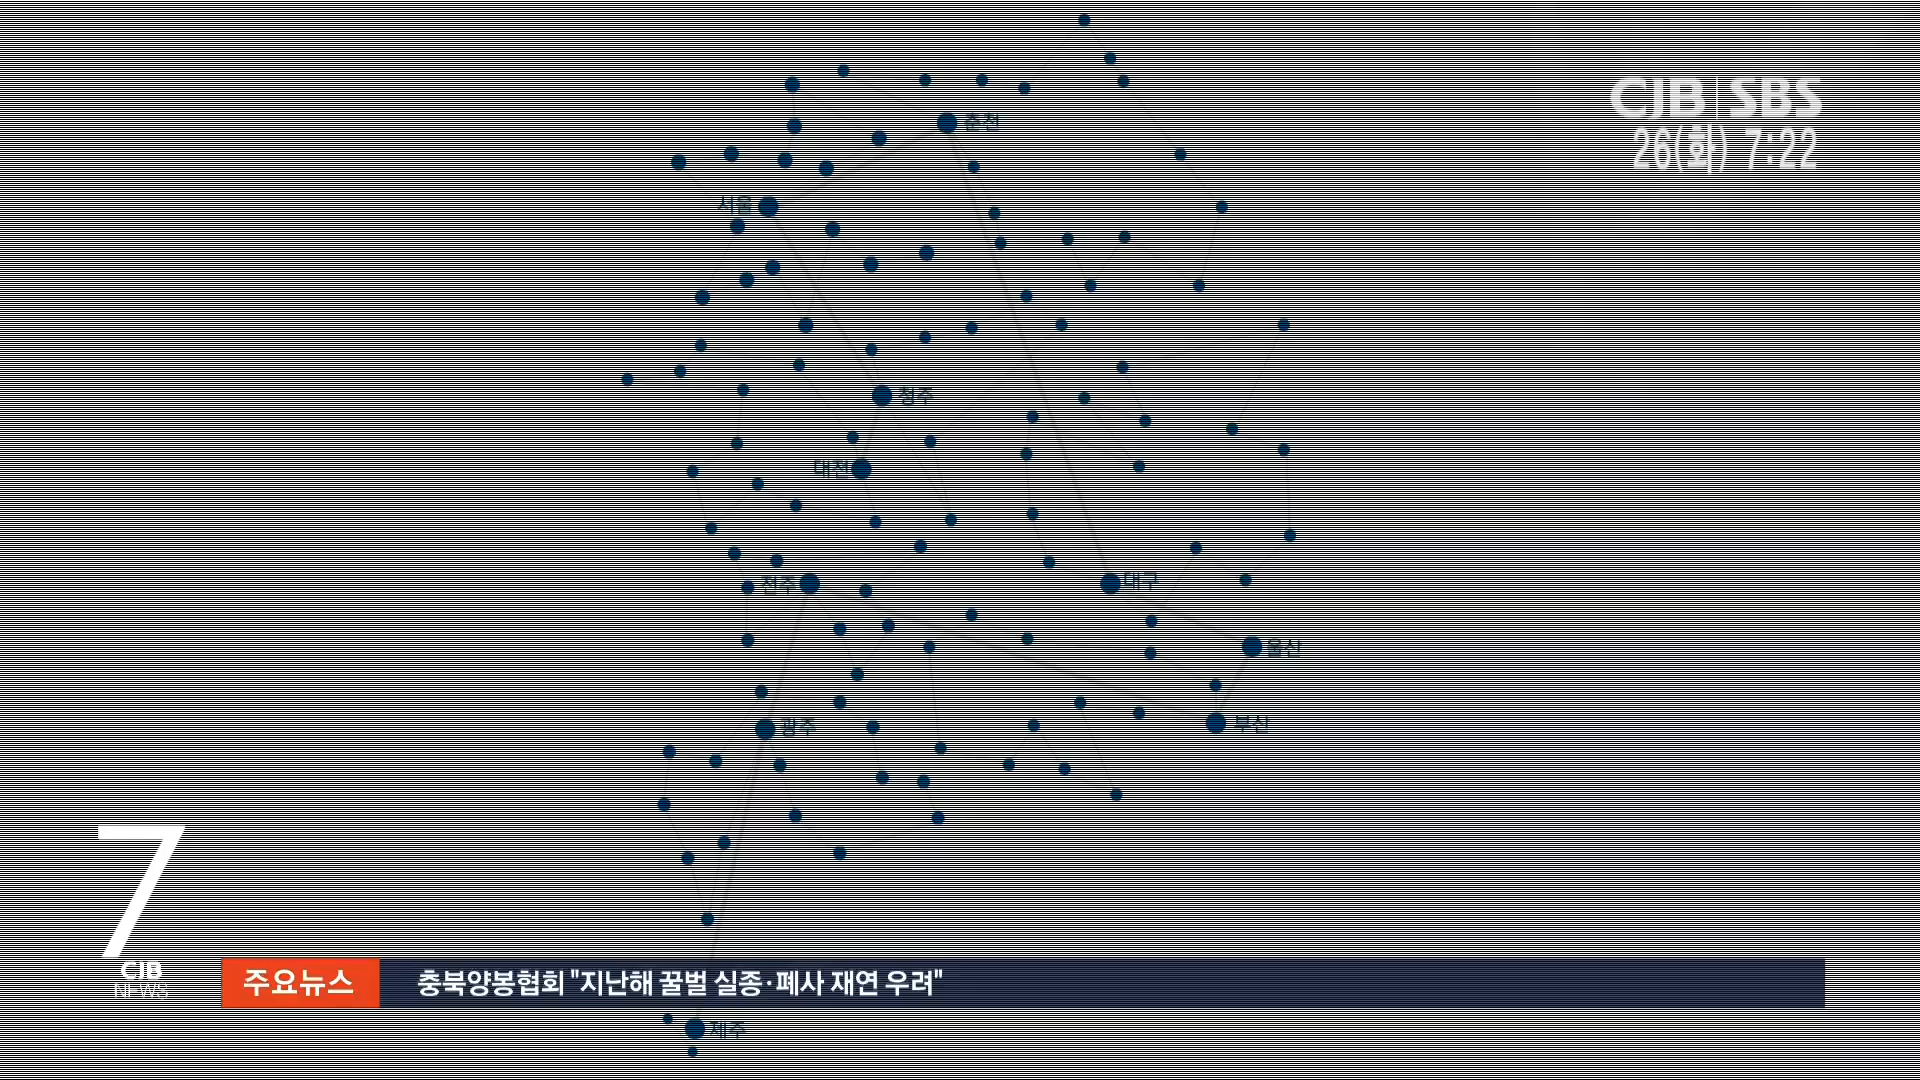 CJB SBS
26(화) 7:22
춘천
서울
청주
대전
전주
대구
울산
광주
부산
7
CJB
NEWS
주요뉴스
충북양봉협회 "지난해 꿀벌 실종·폐사 재연 우려"
제주